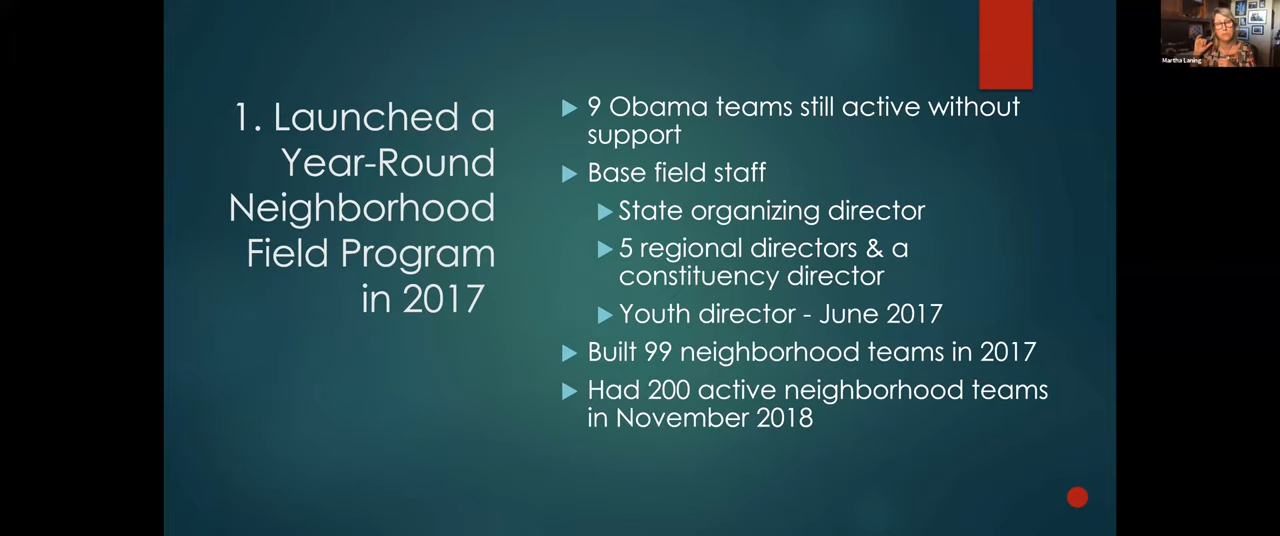 1. Launched a
Year-Round
Neighborhood
Field Program
in 2017
9 Obama teams still active without
support
Base field staff
State organizing director
5 regional directors & a
constituency director
Youth director - June 2017
Built 99 neighborhood teams in 2017
Had 200 active neighborhood teams
in November 2018
Martha Laning